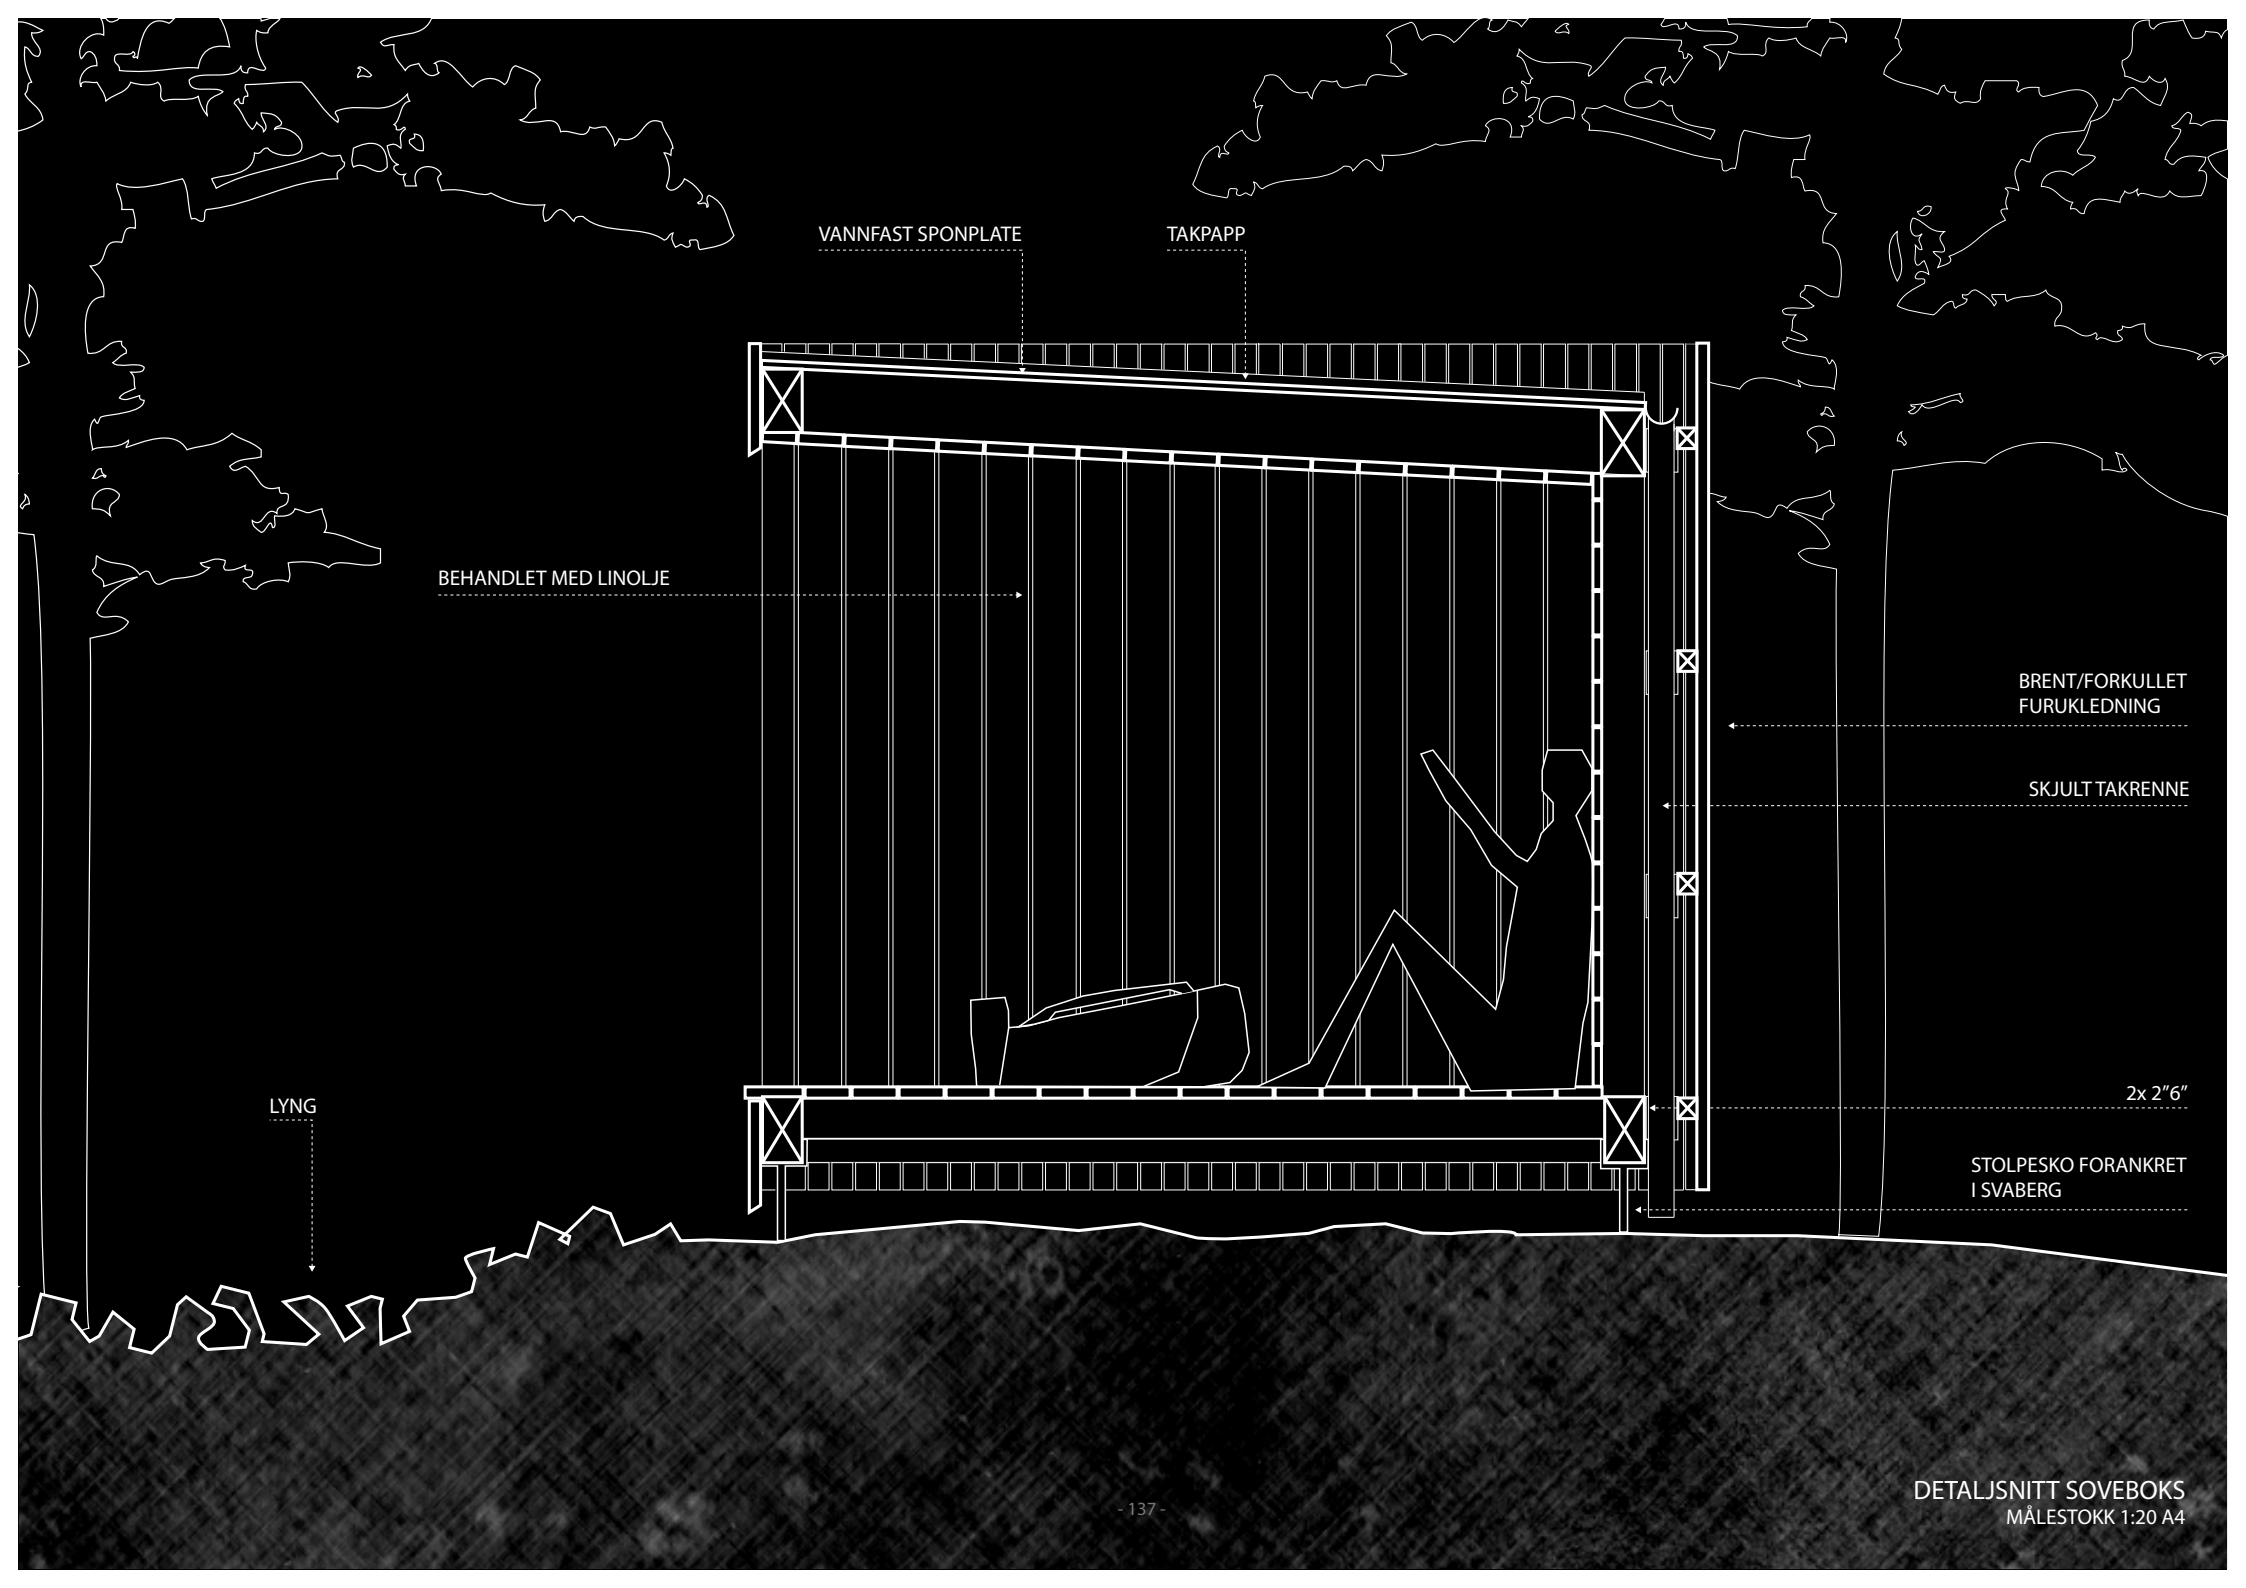 VANNFAST SPONPLATE
TAKPAPP
BEHANDLET MED LINOLJE
BRENT/FORKULLET
FURUKLEDNING
SKJULT TAKRENNE
2x 2”6”
LYNG
STOLPESKO FORANKRET
I SVABERG
DETALJSNITT SOVEBOKS
MÅLESTOKK 1:20 A4
- 137 -